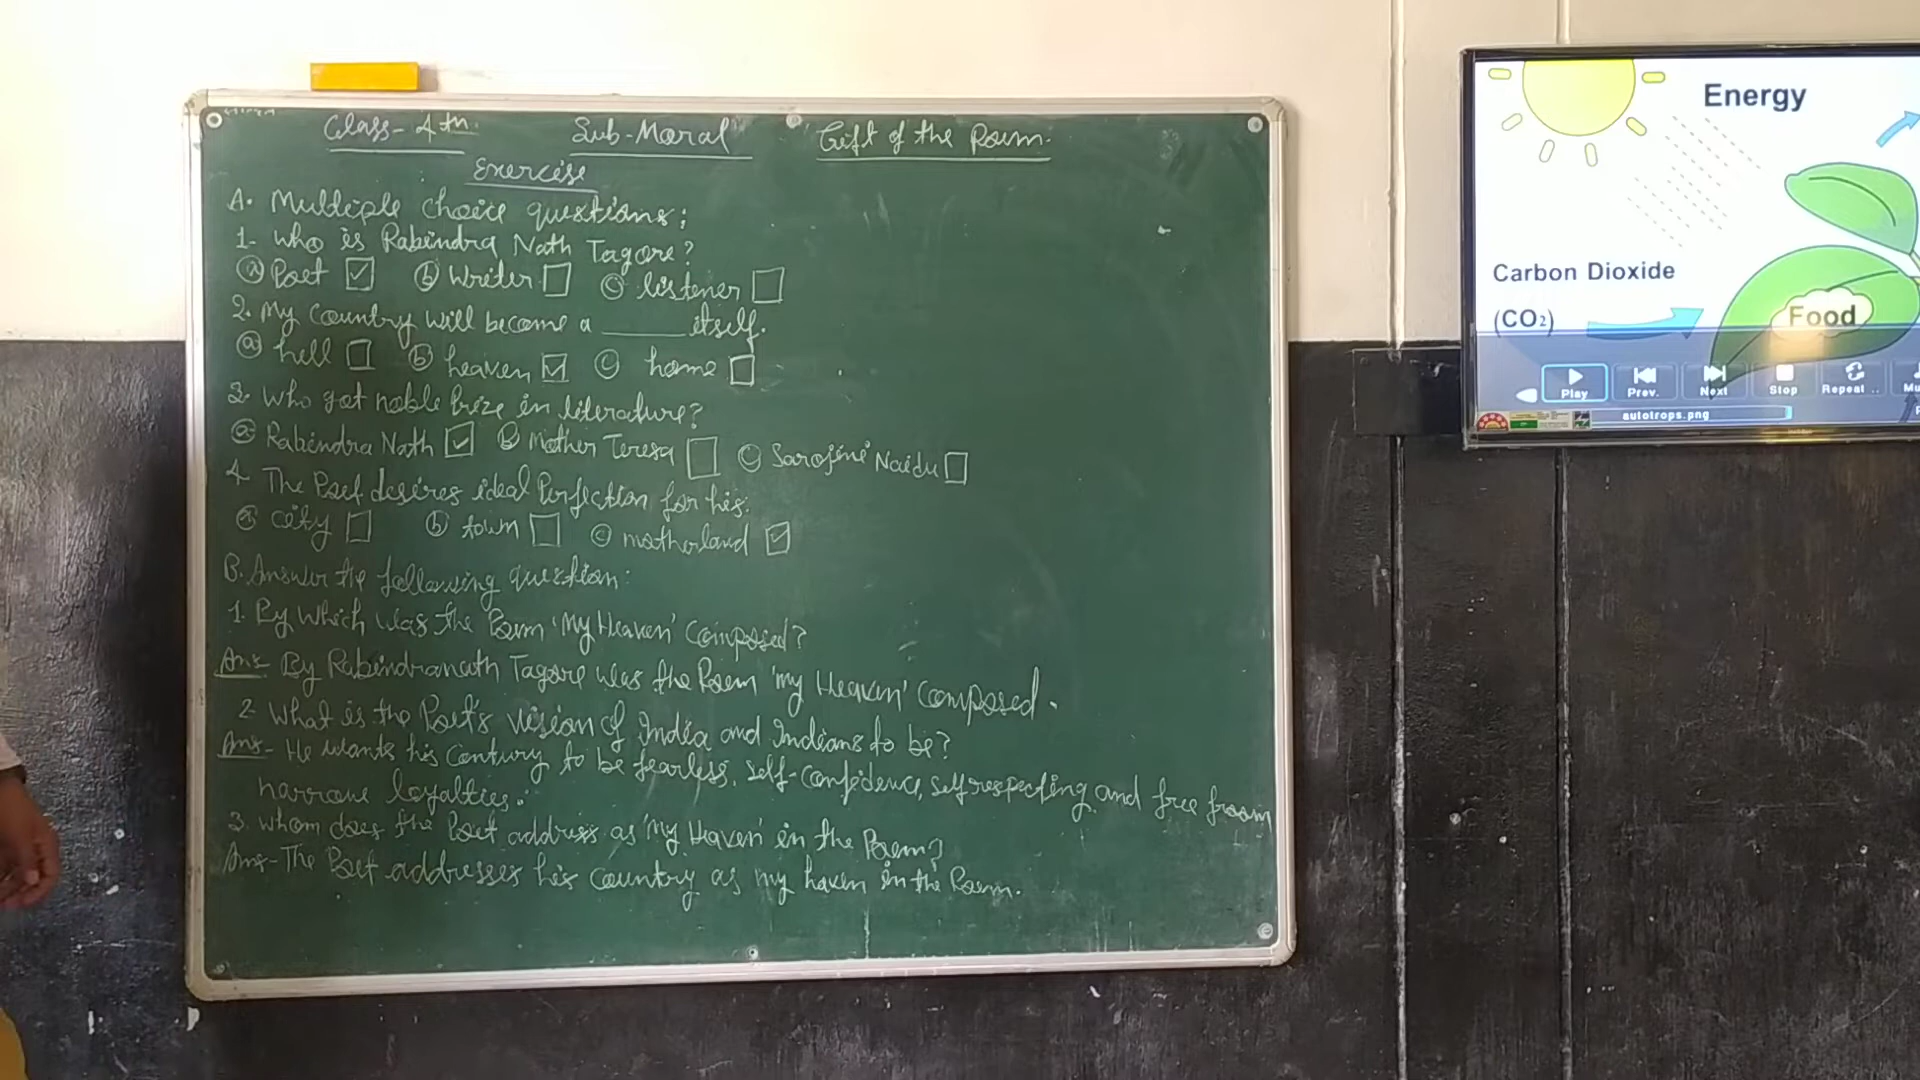 Class- 4th. Sub-Moral Gift of the Poem.
Exercise
A. Multiple choice questions;
1- Who is Rabindra Nath Tagore?
(a) Poet ☑ (b) Writer ☐ (c) listener ☐
2. My Country will become a ______ itself.
(a) hell ☐ (b) heaven ☑ (c) home ☐
3. Who got noble Prize in literature?
(a) Rabindra Nath ☑ (b) Mother Teresa ☐ (c) Sarojini Naidu ☐
4. The Poet desires ideal Perfection for his:
(a) city ☐ (b) town ☐ (c) motherland ☑
B. Answer the following question:
1. By Which was the Poem 'My Heaven' Composed?
Ans- By Rabindranath Tagore was the Poem 'my Heaven' Composed.
2- What is the Poet's vision of India and Indians to be?
Ans- He wants his Contury to be fearless, self-confidence, self respecting and free from
narrow loyalties.
3. Whom does the Poet address as 'My Heaven' in the Poem?
Ans- The Poet addresses his Country as my haven in the Poem.
Energy
Carbon Dioxide
(CO2)
Food
Play Prev. Next Stop Repeat .. Mu
autotrops.png